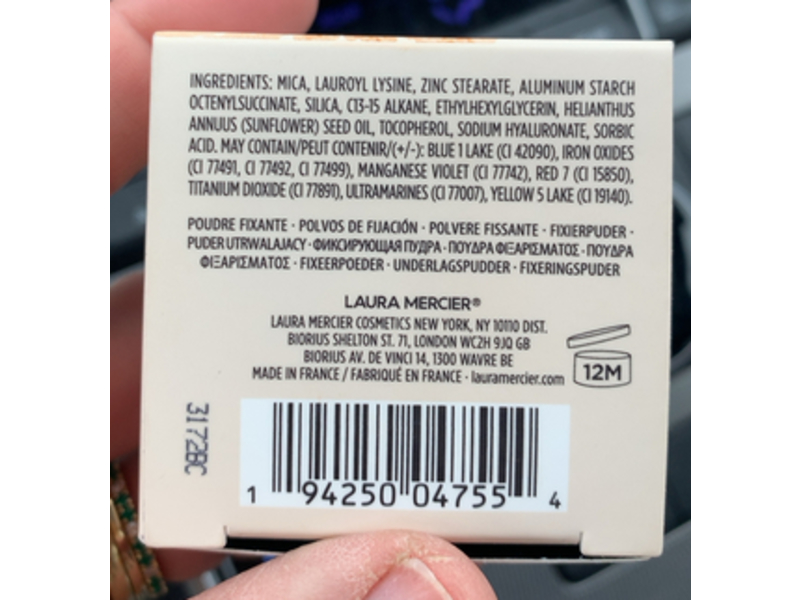 INGREDIENTS: MICA, LAUROYL LYSINE, ZINC STEARATE, ALUMINUM STARCH
OCTENYLSUCCINATE, SILICA, C13-15 ALKANE, ETHYLHEXYLGLYCERIN, HELIANTHUS
ANNUUS (SUNFLOWER) SEED OIL, TOCOPHEROL, SODIUM HYALURONATE, SORBIC
ACID. MAY CONTAIN/PEUT CONTENIR/(+/-): BLUE 1 LAKE (CI 42090), IRON OXIDES
(CI 77491, CI 77492, CI 77499), MANGANESE VIOLET (CI 77742), RED 7 (CI 15850),
TITANIUM DIOXIDE (CI 77891), ULTRAMARINES (CI 77007), YELLOW 5 LAKE (CI 19140).
POUDRE FIXANTE · POLVOS DE FIJACIÓN · POLVERE FISSANTE · FIXIERPUDER ·
PUDER UTRWALAJACY · ФИКСИРУЮЩАЯ ПУДРА · ΠΟΥΔΡΑ ΦΙΞΑΡΙΣΜΑΤΟΣ · ΠΟΥΔΡΑ
ΦΙΞΑΡΙΣΜΑΤΟΣ · FIXEERPOEDER · UNDERLAGSPUDDER · FIXERINGSPUDER
LAURA MERCIER®
LAURA MERCIER COSMETICS NEW YORK, NY 10110 DIST.
BIORIUS SHELTON ST. 71, LONDON WC2H 9JQ GB
BIORIUS AV. DE VINCI 14, 1300 WAVRE BE
MADE IN FRANCE / FABRIQUÉ EN FRANCE · lauramercier.com
12M
3172BC
1 94250 04755 4